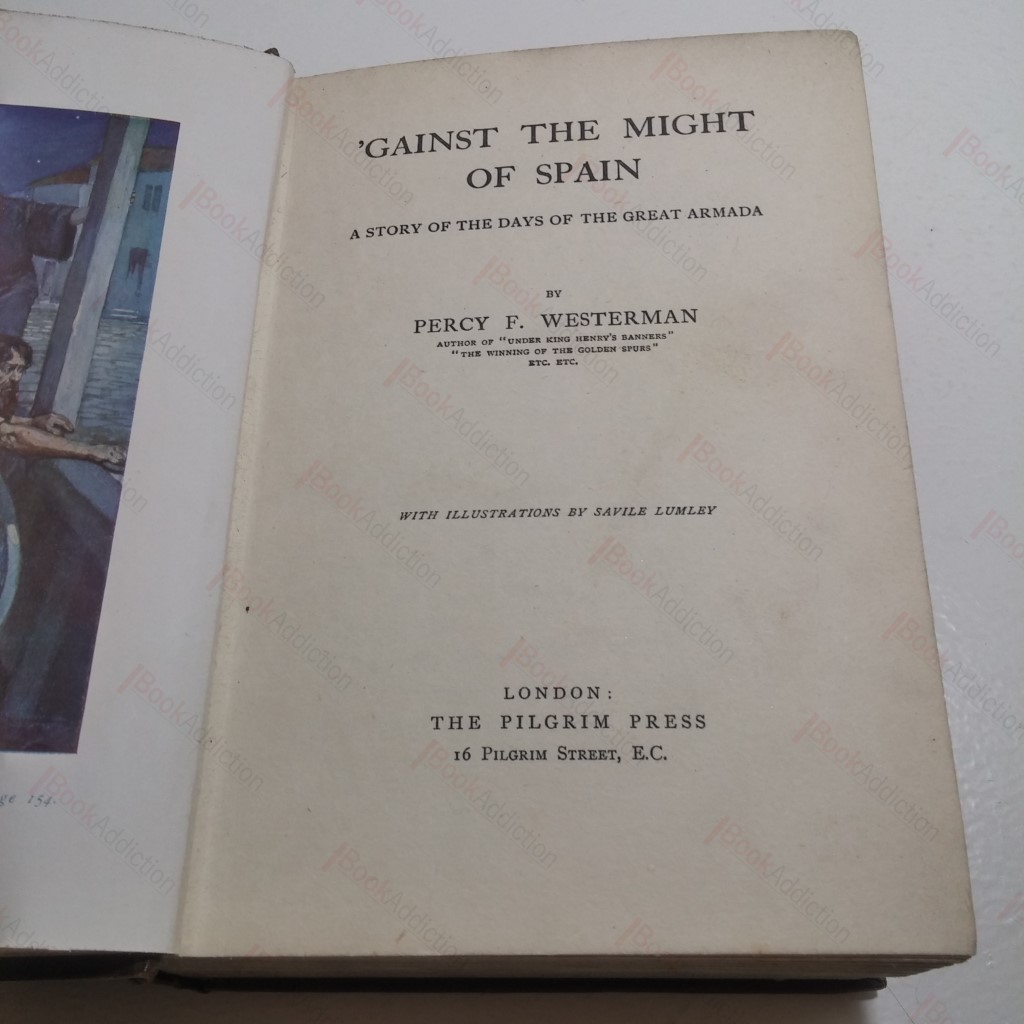 'GAINST THE MIGHT
OF SPAIN
A STORY OF THE DAYS OF THE GREAT ARMADA
BY
PERCY F. WESTERMAN
AUTHOR OF "UNDER KING HENRY'S BANNERS"
"THE WINNING OF THE GOLDEN SPURS"
ETC. ETC.
WITH ILLUSTRATIONS BY SAVILE LUMLEY
LONDON:
THE PILGRIM PRESS
16 PILGRIM STREET, E.C.
154.
BookAddiction